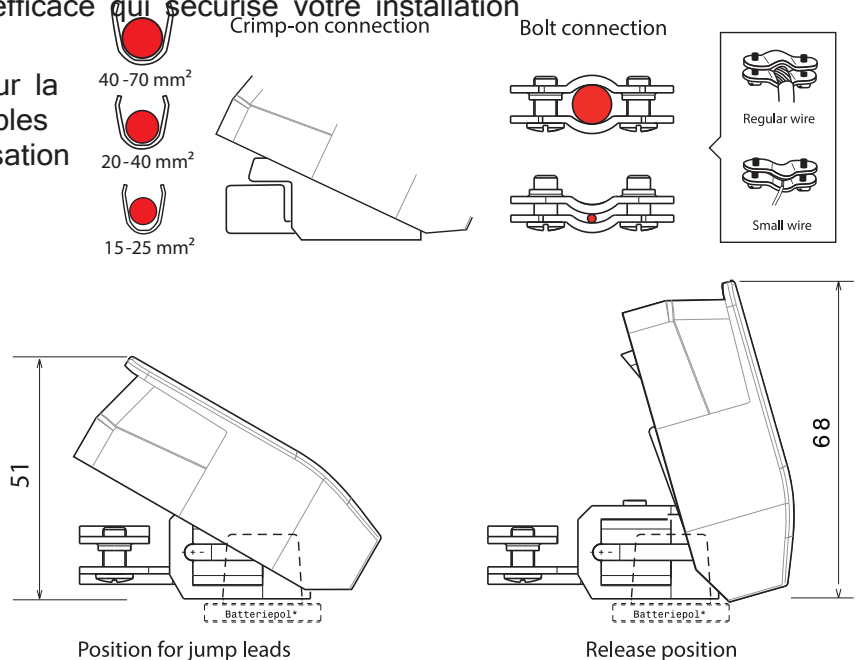 efficace qui sécurise votre installation
ur la
bles
sation
Crimp-on connection
40-70 mm²
20-40 mm²
15-25 mm²
Bolt connection
Regular wire
Small wire
51
+ -
Batteriepol*
Position for jump leads
68
+ -
Batteriepol*
Release position